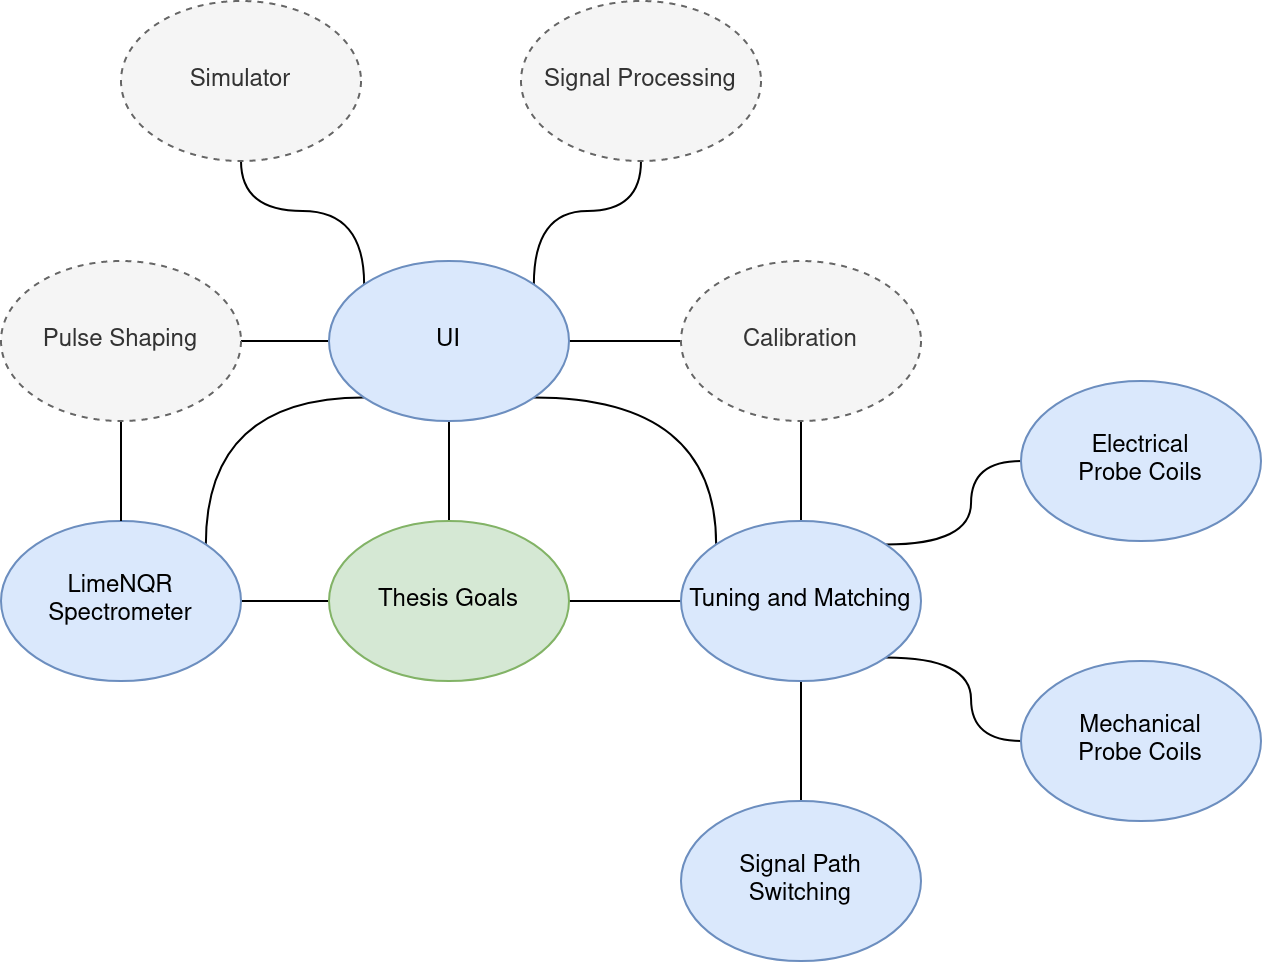 Simulator
Signal Processing
Pulse Shaping
UI
Calibration
Electrical
Probe Coils
LimeNQR
Spectrometer
Thesis Goals
Tuning and Matching
Mechanical
Probe Coils
Signal Path
Switching